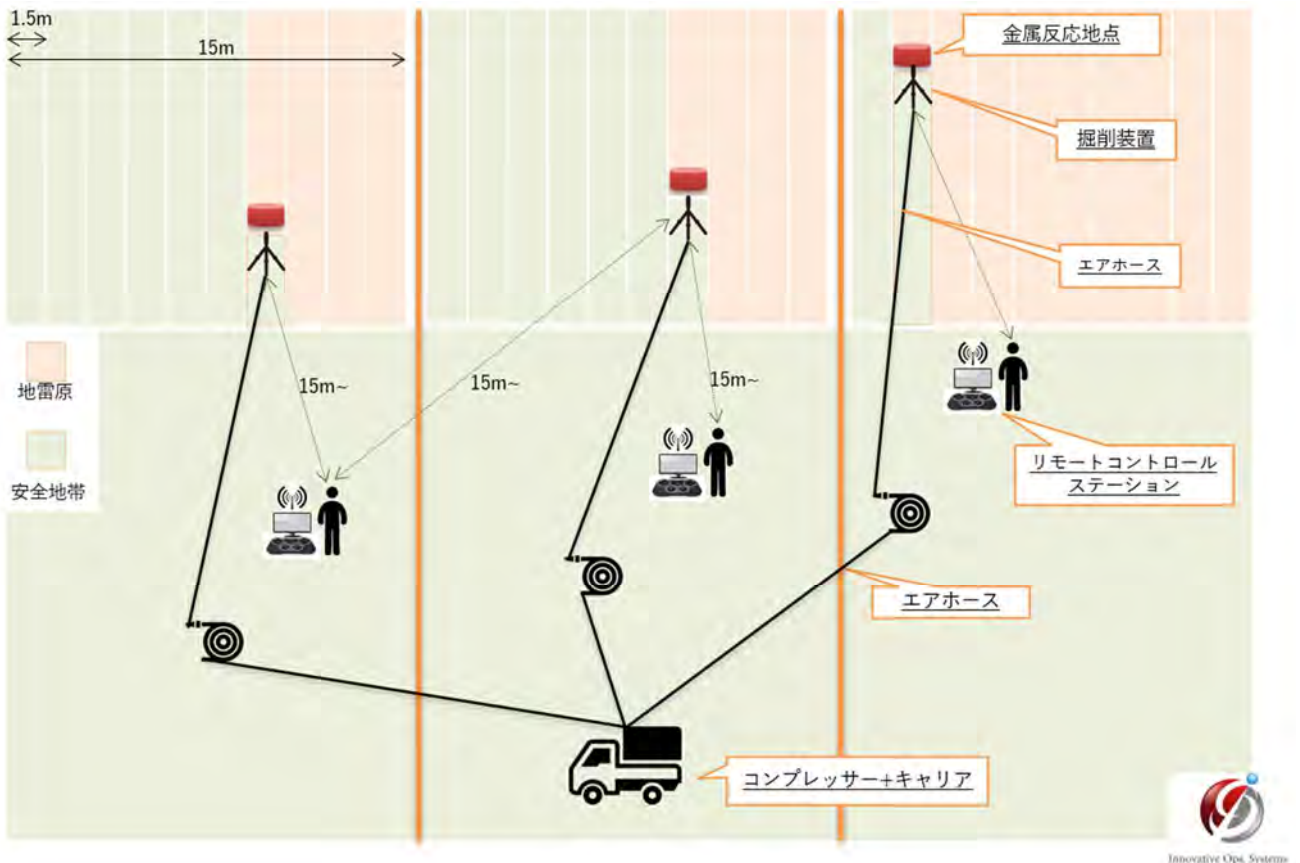 1.5m
15m
金属反応地点
掘削装置
エアホース
地雷原
安全地帯
15m~
15m~
15m~
リモートコントロール
ステーション
エアホース
コンプレッサー+キャリア
Innovative Ops. Systems